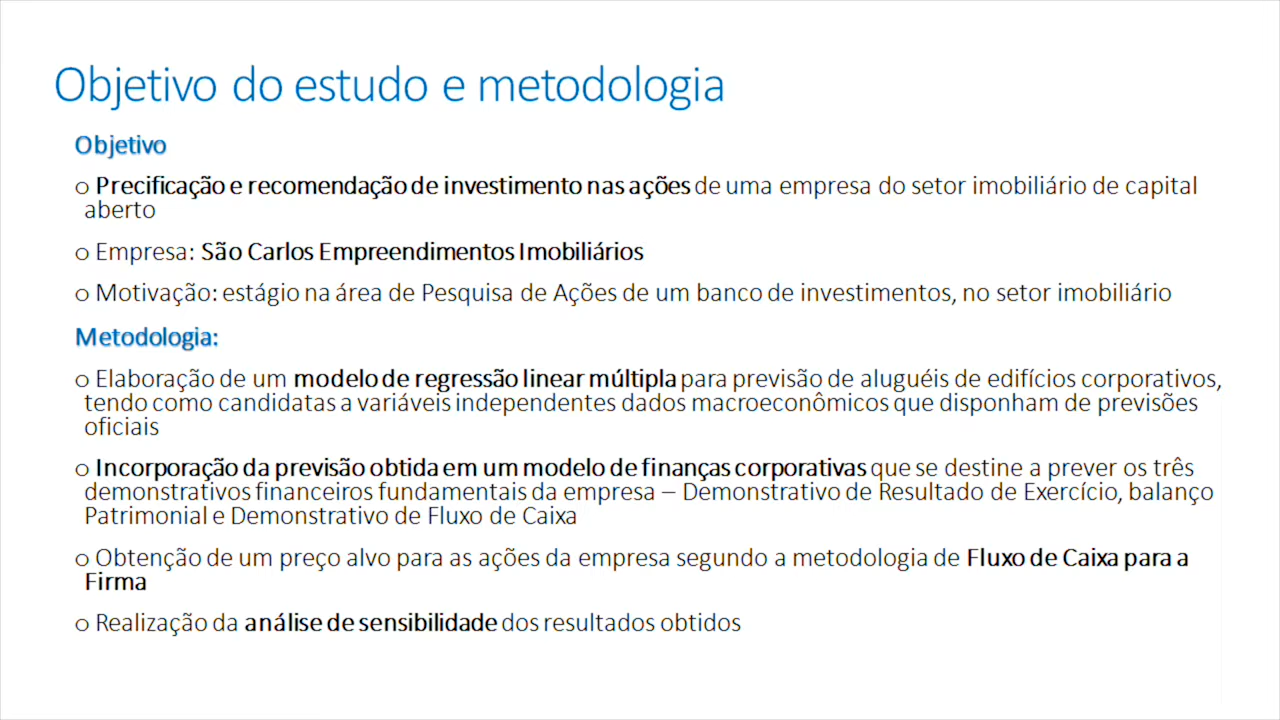 Objetivo do estudo e metodologia
Objetivo
o Precificação e recomendação de investimento nas ações de uma empresa do setor imobiliário de capital
aberto
o Empresa: São Carlos Empreendimentos Imobiliários
o Motivação: estágio na área de Pesquisa de Ações de um banco de investimentos, no setor imobiliário
Metodologia:
o Elaboração de um modelo de regressão linear múltipla para previsão de aluguéis de edifícios corporativos,
tendo como candidatas a variáveis independentes dados macroeconômicos que disponham de previsões
oficiais
o Incorporação da previsão obtida em um modelo de finanças corporativas que se destine a prever os três
demonstrativos financeiros fundamentais da empresa – Demonstrativo de Resultado de Exercício, balanço
Patrimonial e Demonstrativo de Fluxo de Caixa
o Obtenção de um preço alvo para as ações da empresa segundo a metodologia de Fluxo de Caixa para a
Firma
o Realização da análise de sensibilidade dos resultados obtidos